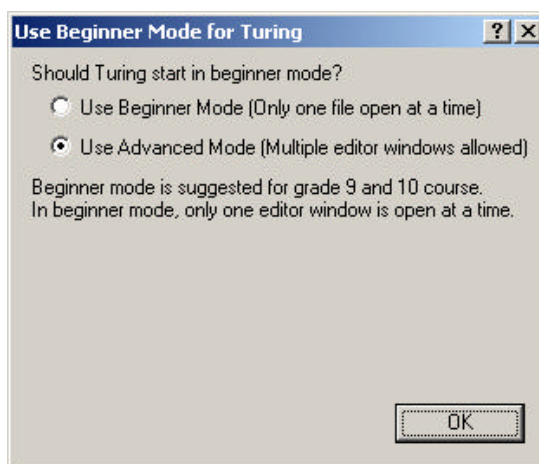 Use Beginner Mode for Turing
Should Turing start in beginner mode?
Use Beginner Mode (Only one file open at a time)
Use Advanced Mode (Multiple editor windows allowed)
Beginner mode is suggested for grade 9 and 10 course.
In beginner mode, only one editor window is open at a time.
OK